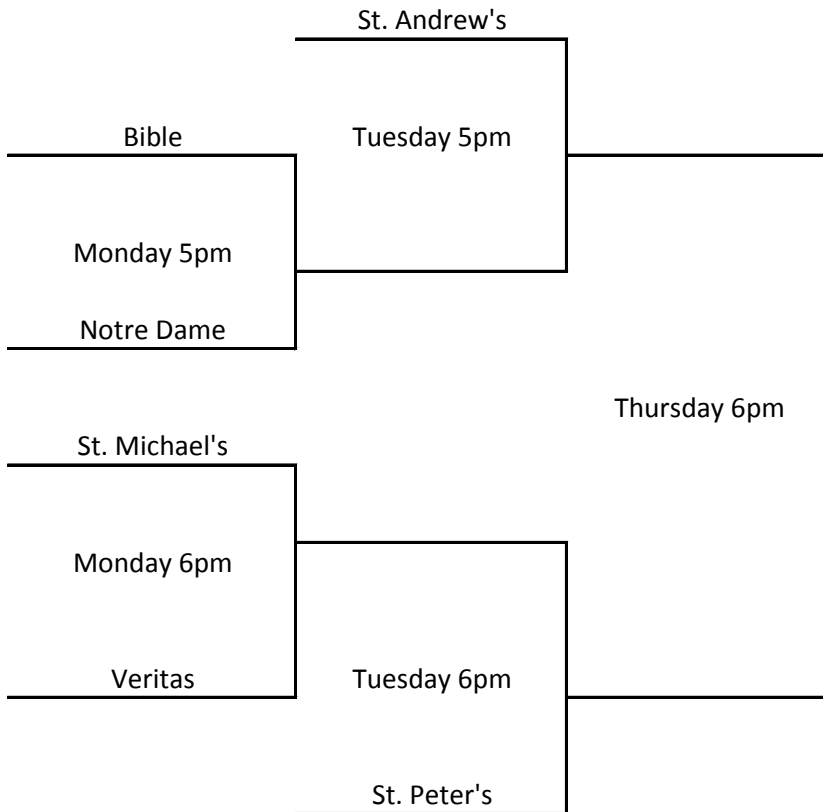 St. Andrew's
Bible
Tuesday 5pm
Monday 5pm
Notre Dame
Thursday 6pm
St. Michael's
Monday 6pm
Veritas
Tuesday 6pm
St. Peter's